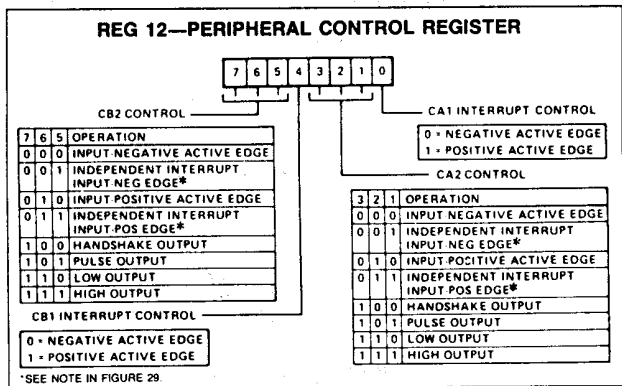 REG 12—PERIPHERAL CONTROL REGISTER
7 6 5 4 3 2 1 0
CB2 CONTROL
7 6 5 OPERATION
0 0 0 INPUT-NEGATIVE ACTIVE EDGE
0 0 1 INDEPENDENT INTERRUPT
INPUT-NEG EDGE*
0 1 0 INPUT-POSITIVE ACTIVE EDGE
0 1 1 INDEPENDENT INTERRUPT
INPUT-POS EDGE*
1 0 0 HANDSHAKE OUTPUT
1 0 1 PULSE OUTPUT
1 1 0 LOW OUTPUT
1 1 1 HIGH OUTPUT
CB1 INTERRUPT CONTROL
0 = NEGATIVE ACTIVE EDGE
1 = POSITIVE ACTIVE EDGE
*SEE NOTE IN FIGURE 29.
CA1 INTERRUPT CONTROL
0 = NEGATIVE ACTIVE EDGE
1 = POSITIVE ACTIVE EDGE
CA2 CONTROL
3 2 1 OPERATION
0 0 0 INPUT-NEGATIVE ACTIVE EDGE
0 0 1 INDEPENDENT INTERRUPT
INPUT-NEG EDGE*
0 1 0 INPUT-POSITIVE ACTIVE EDGE
0 1 1 INDEPENDENT INTERRUPT
INPUT-POS EDGE*
1 0 0 HANDSHAKE OUTPUT
1 0 1 PULSE OUTPUT
1 1 0 LOW OUTPUT
1 1 1 HIGH OUTPUT